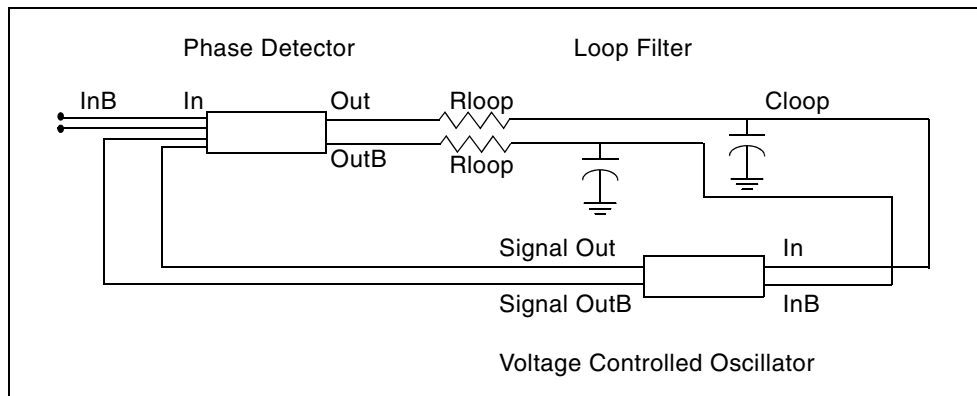 Phase Detector
Loop Filter
InB
In
Out
Rloop
Cloop
OutB
Rloop
Signal Out
In
Signal OutB
InB
Voltage Controlled Oscillator